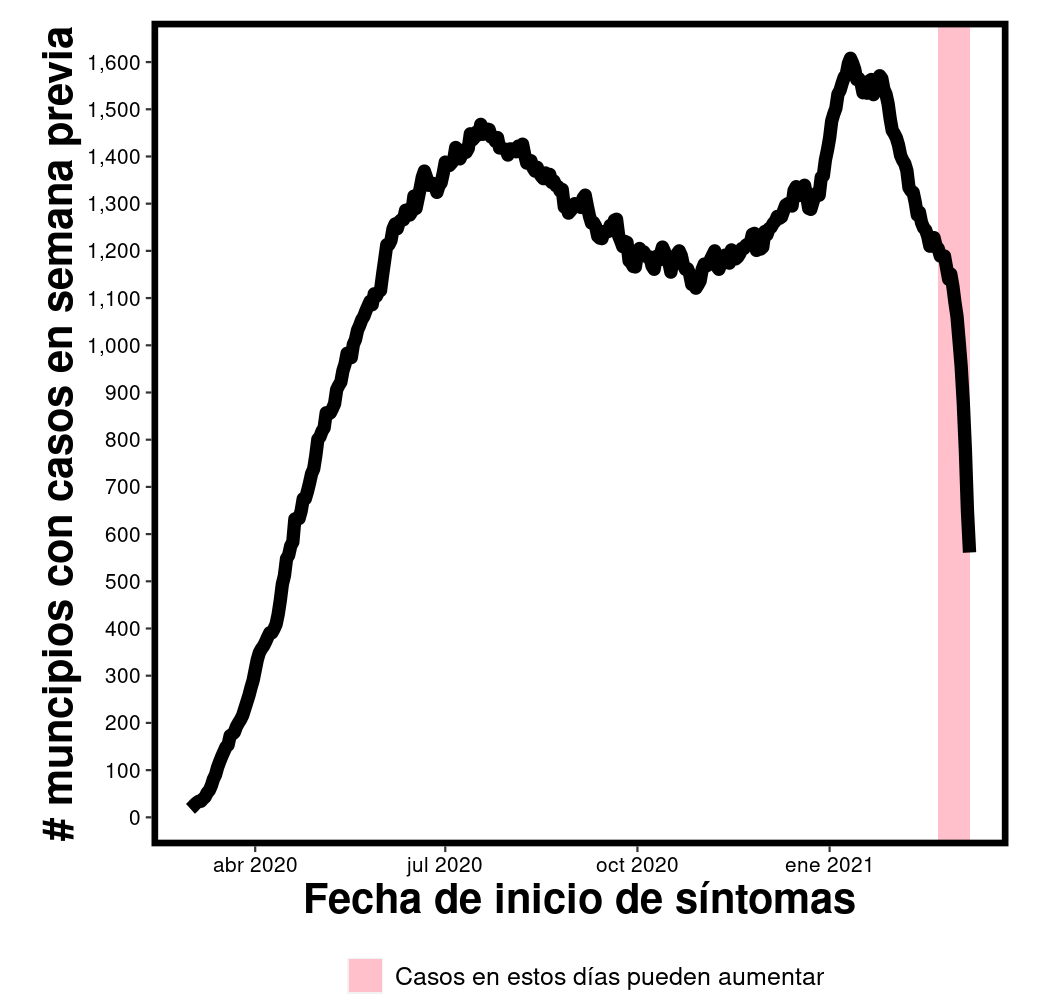 # muncipios con casos en semana previa
1,600
1,500
1,400
1,300
1,200
1,100
1,000
900
800
700
600
500
400
300
200
100
0
abr 2020
jul 2020
oct 2020
ene 2021
Fecha de inicio de síntomas
Casos en estos días pueden aumentar